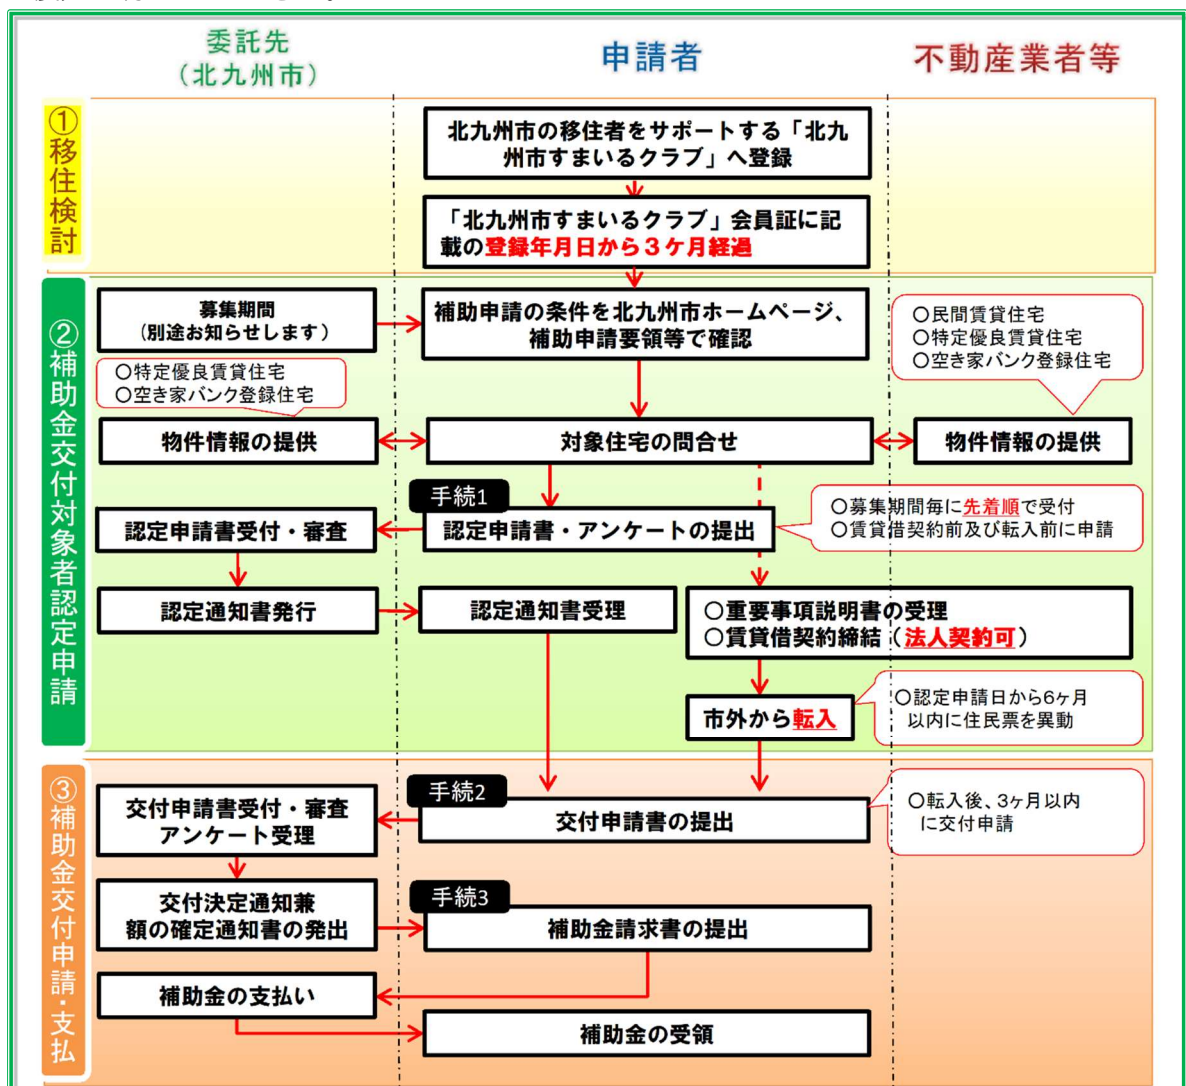 委託先
（北九州市）
申請者
不動産業者等
①移住検討
北九州市の移住者をサポートする「北九
州市すまいるクラブ」へ登録
「北九州市すまいるクラブ」会員証に記
載の登録年月日から３ケ月経過
②補助金交付対象者認定申請
募集期間
（別途お知らせします）
補助申請の条件を北九州市ホームページ、
補助申請要領等で確認
〇民間賃貸住宅
〇特定優良賃貸住宅
〇空き家バンク登録住宅
〇特定優良賃貸住宅
〇空き家バンク登録住宅
物件情報の提供
対象住宅の問合せ
物件情報の提供
手続1
認定申請書受付・審査
認定申請書・アンケートの提出
〇募集期間毎に先着順で受付
〇賃貸借契約前及び転入前に申請
認定通知書発行
認定通知書受理
〇重要事項説明書の受理
〇賃貸借契約締結（法人契約可）
市外から転入
〇認定申請日から6ヶ月
以内に住民票を異動
③補助金交付申請・支払
手続2
交付申請書受付・審査
アンケート受理
交付申請書の提出
〇転入後、3ヶ月以内
に交付申請
手続3
交付決定通知兼
額の確定通知書の発出
補助金請求書の提出
補助金の支払い
補助金の受領